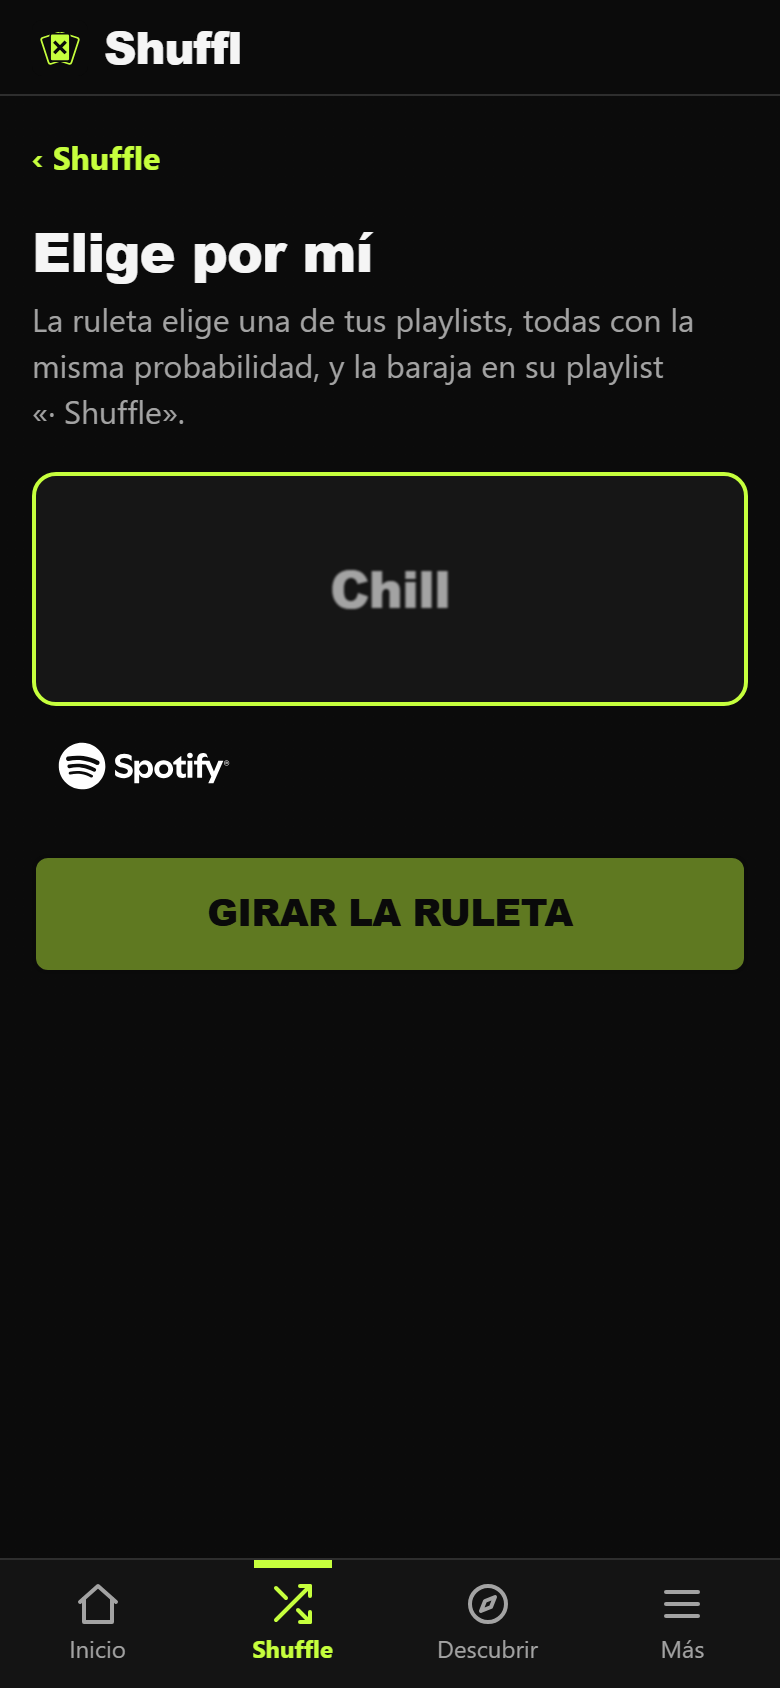 Shuffl
‹ Shuffle
Elige por mí
La ruleta elige una de tus playlists, todas con la
misma probabilidad, y la baraja en su playlist
«· Shuffle».
Chill
Spotify®
GIRAR LA RULETA
Inicio
Shuffle
Descubrir
Más